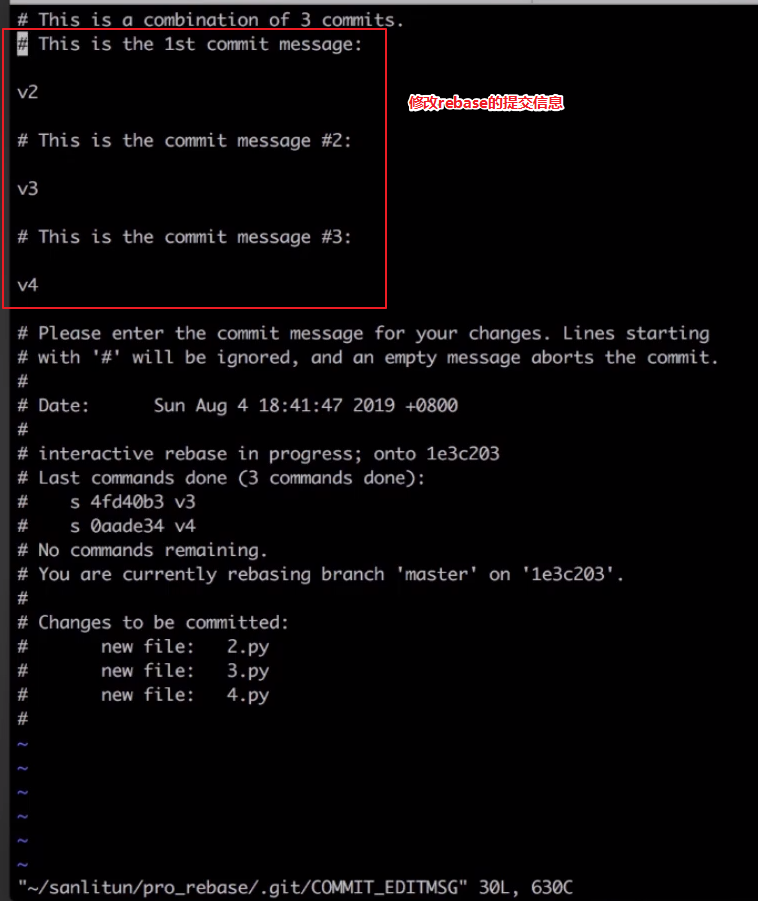 # This is a combination of 3 commits.
# This is the 1st commit message:
v2
修改rebase的提交信息
# This is the commit message #2:
v3
# This is the commit message #3:
v4
# Please enter the commit message for your changes. Lines starting
# with '#' will be ignored, and an empty message aborts the commit.
#
# Date:      Sun Aug 4 18:41:47 2019 +0800
#
# interactive rebase in progress; onto 1e3c203
# Last commands done (3 commands done):
#    s 4fd40b3 v3
#    s 0aade34 v4
# No commands remaining.
# You are currently rebasing branch 'master' on '1e3c203'.
#
# Changes to be committed:
#       new file:   2.py
#       new file:   3.py
#       new file:   4.py
#
~
~
~
~
~
~
"~/sanlitun/pro_rebase/.git/COMMIT_EDITMSG" 30L, 630C